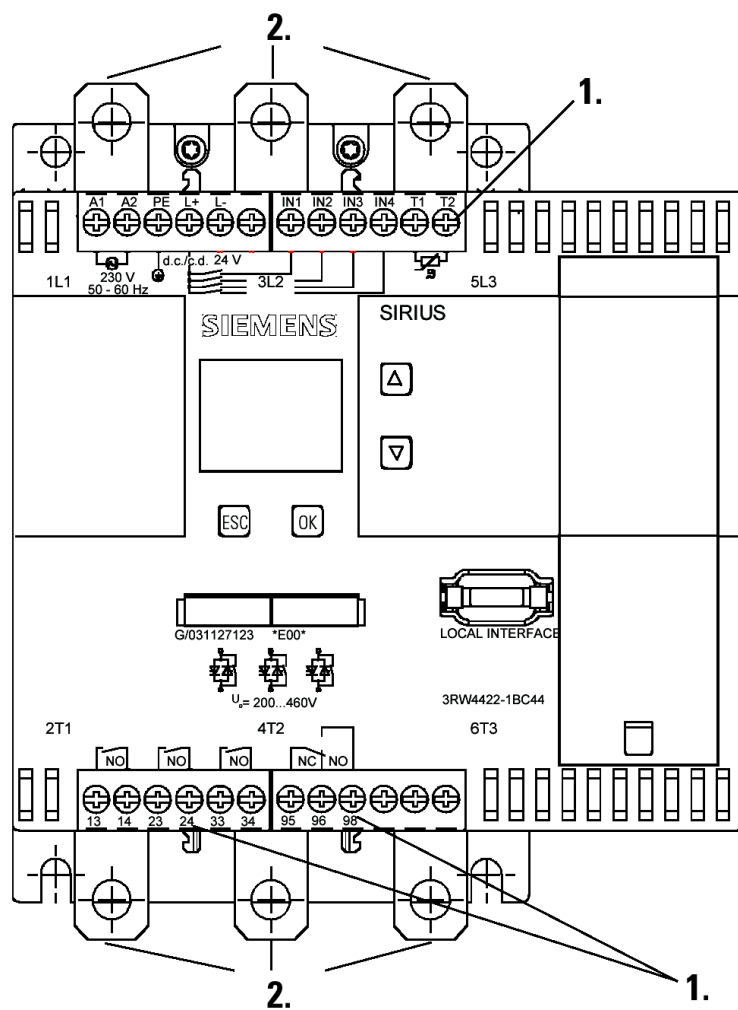 2.
1.
A1 A2 PE L+ L- IN1 IN2 IN3 IN4 T1 T2
d.c./c.d. 24 V
1L1 230 V 3L2 5L3
50 - 60 Hz
SIEMENS SIRIUS
ESC OK
LOCAL INTERFACE
G/031127123 *E00*
3RW4422-1BC44
= 200...460V
2T1 4T2 6T3
NO NO NO NC NO
13 14 23 24 33 34 95 96 98
2. 1.